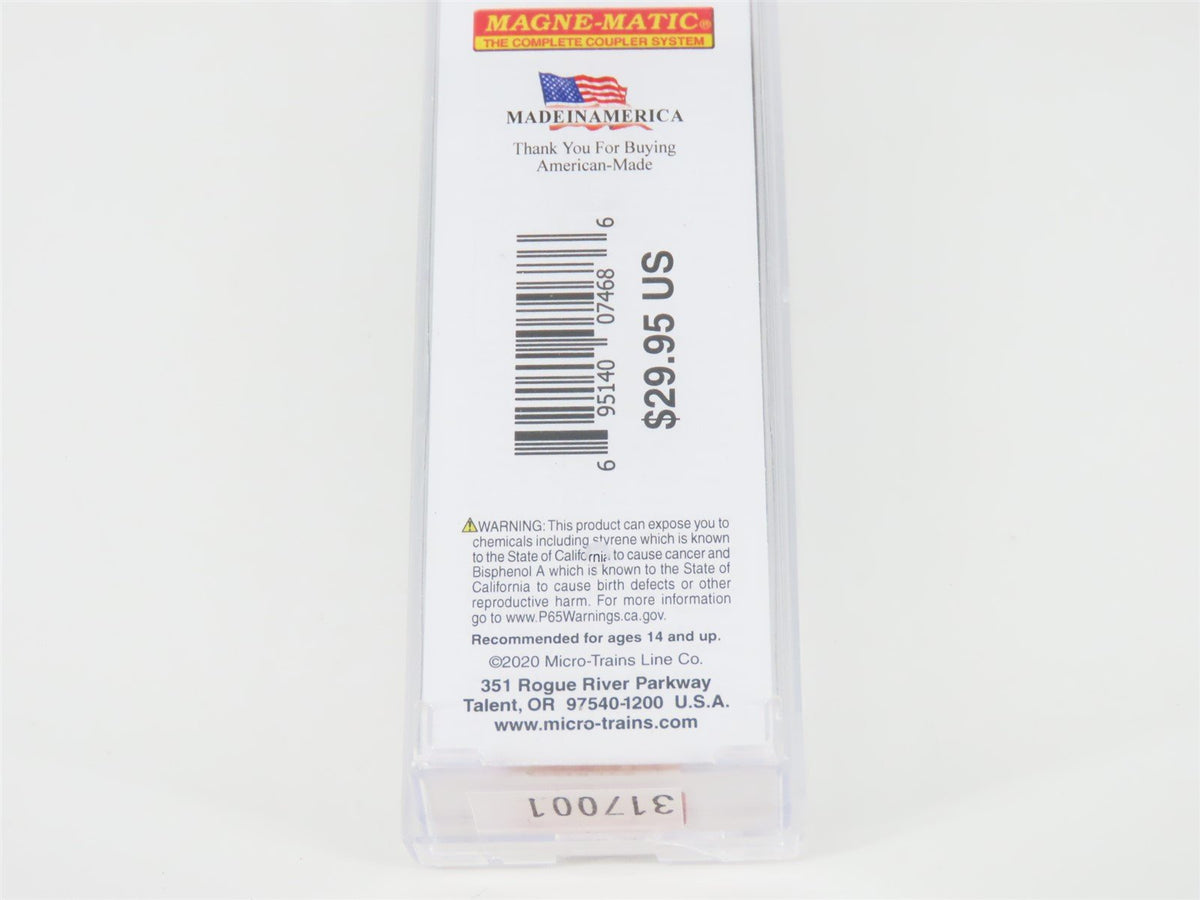 MAGNE-MATIC®
THE COMPLETE COUPLER SYSTEM
MADEINAMERICA
Thank You For Buying
American-Made
6 95140 07468 6
$29.95 US
WARNING: This product can expose you to
chemicals including styrene which is known
to the State of California to cause cancer and
Bisphenol A which is known to the State of
California to cause birth defects or other
reproductive harm. For more information
go to www.P65Warnings.ca.gov.
Recommended for ages 14 and up.
©2020 Micro-Trains Line Co.
351 Rogue River Parkway
Talent, OR 97540-1200 U.S.A.
www.micro-trains.com
317001